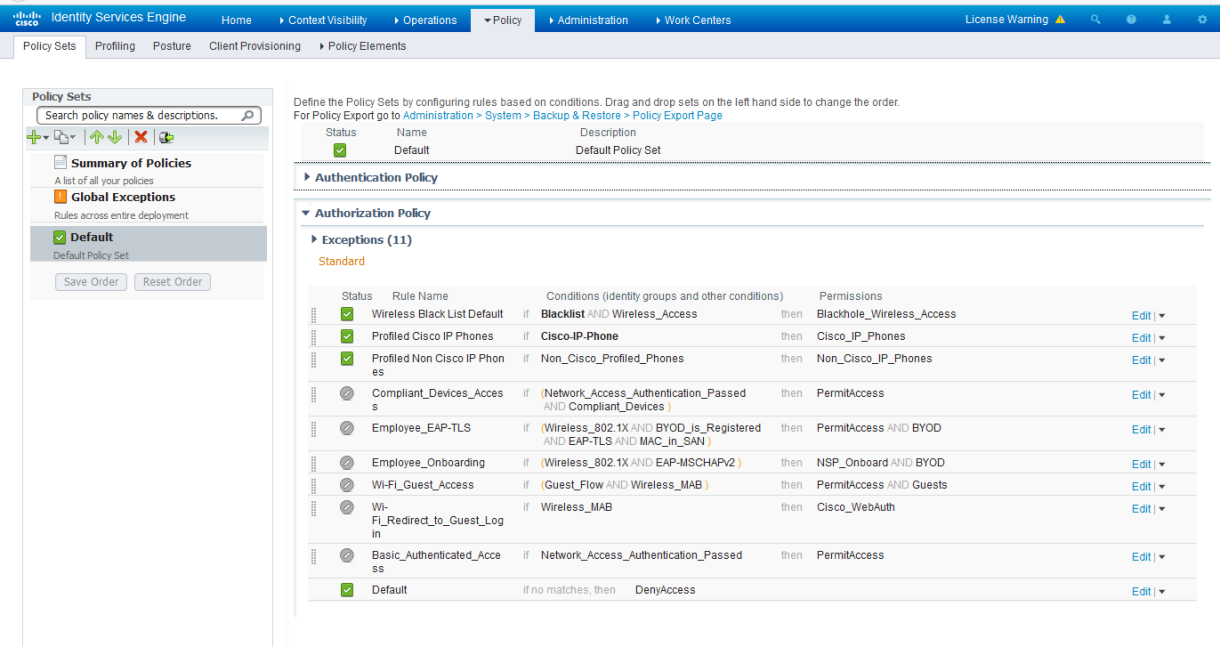 cisco Identity Services Engine Home Context Visibility Operations Policy Administration Work Centers License Warning
Policy Sets Profiling Posture Client Provisioning Policy Elements
Policy Sets
Search policy names & descriptions.
Summary of Policies
A list of all your policies
Global Exceptions
Rules across entire deployment
Default
Default Policy Set
Save Order Reset Order
Define the Policy Sets by configuring rules based on conditions. Drag and drop sets on the left hand side to change the order.
For Policy Export go to Administration > System > Backup & Restore > Policy Export Page
Status Name Description
Default Default Policy Set
Authentication Policy
Authorization Policy
Exceptions (11)
Standard
Status Rule Name Conditions (identity groups and other conditions) Permissions
Wireless Black List Default if Blacklist AND Wireless_Access then Blackhole_Wireless_Access Edit |
Profiled Cisco IP Phones if Cisco-IP-Phone then Cisco_IP_Phones Edit |
Profiled Non Cisco IP Phon if Non_Cisco_Profiled_Phones then Non_Cisco_IP_Phones Edit |
es
Compliant_Devices_Acces if (Network_Access_Authentication_Passed then PermitAccess Edit |
s AND Compliant_Devices )
Employee_EAP-TLS if (Wireless_802.1X AND BYOD_is_Registered then PermitAccess AND BYOD Edit |
AND EAP-TLS AND MAC_in_SAN )
Employee_Onboarding if (Wireless_802.1X AND EAP-MSCHAPv2 ) then NSP_Onboard AND BYOD Edit |
Wi-Fi_Guest_Access if (Guest_Flow AND Wireless_MAB ) then PermitAccess AND Guests Edit |
Wi- if Wireless_MAB then Cisco_WebAuth Edit |
Fi_Redirect_to_Guest_Log
in
Basic_Authenticated_Acce if Network_Access_Authentication_Passed then PermitAccess Edit |
ss
Default if no matches, then DenyAccess Edit |